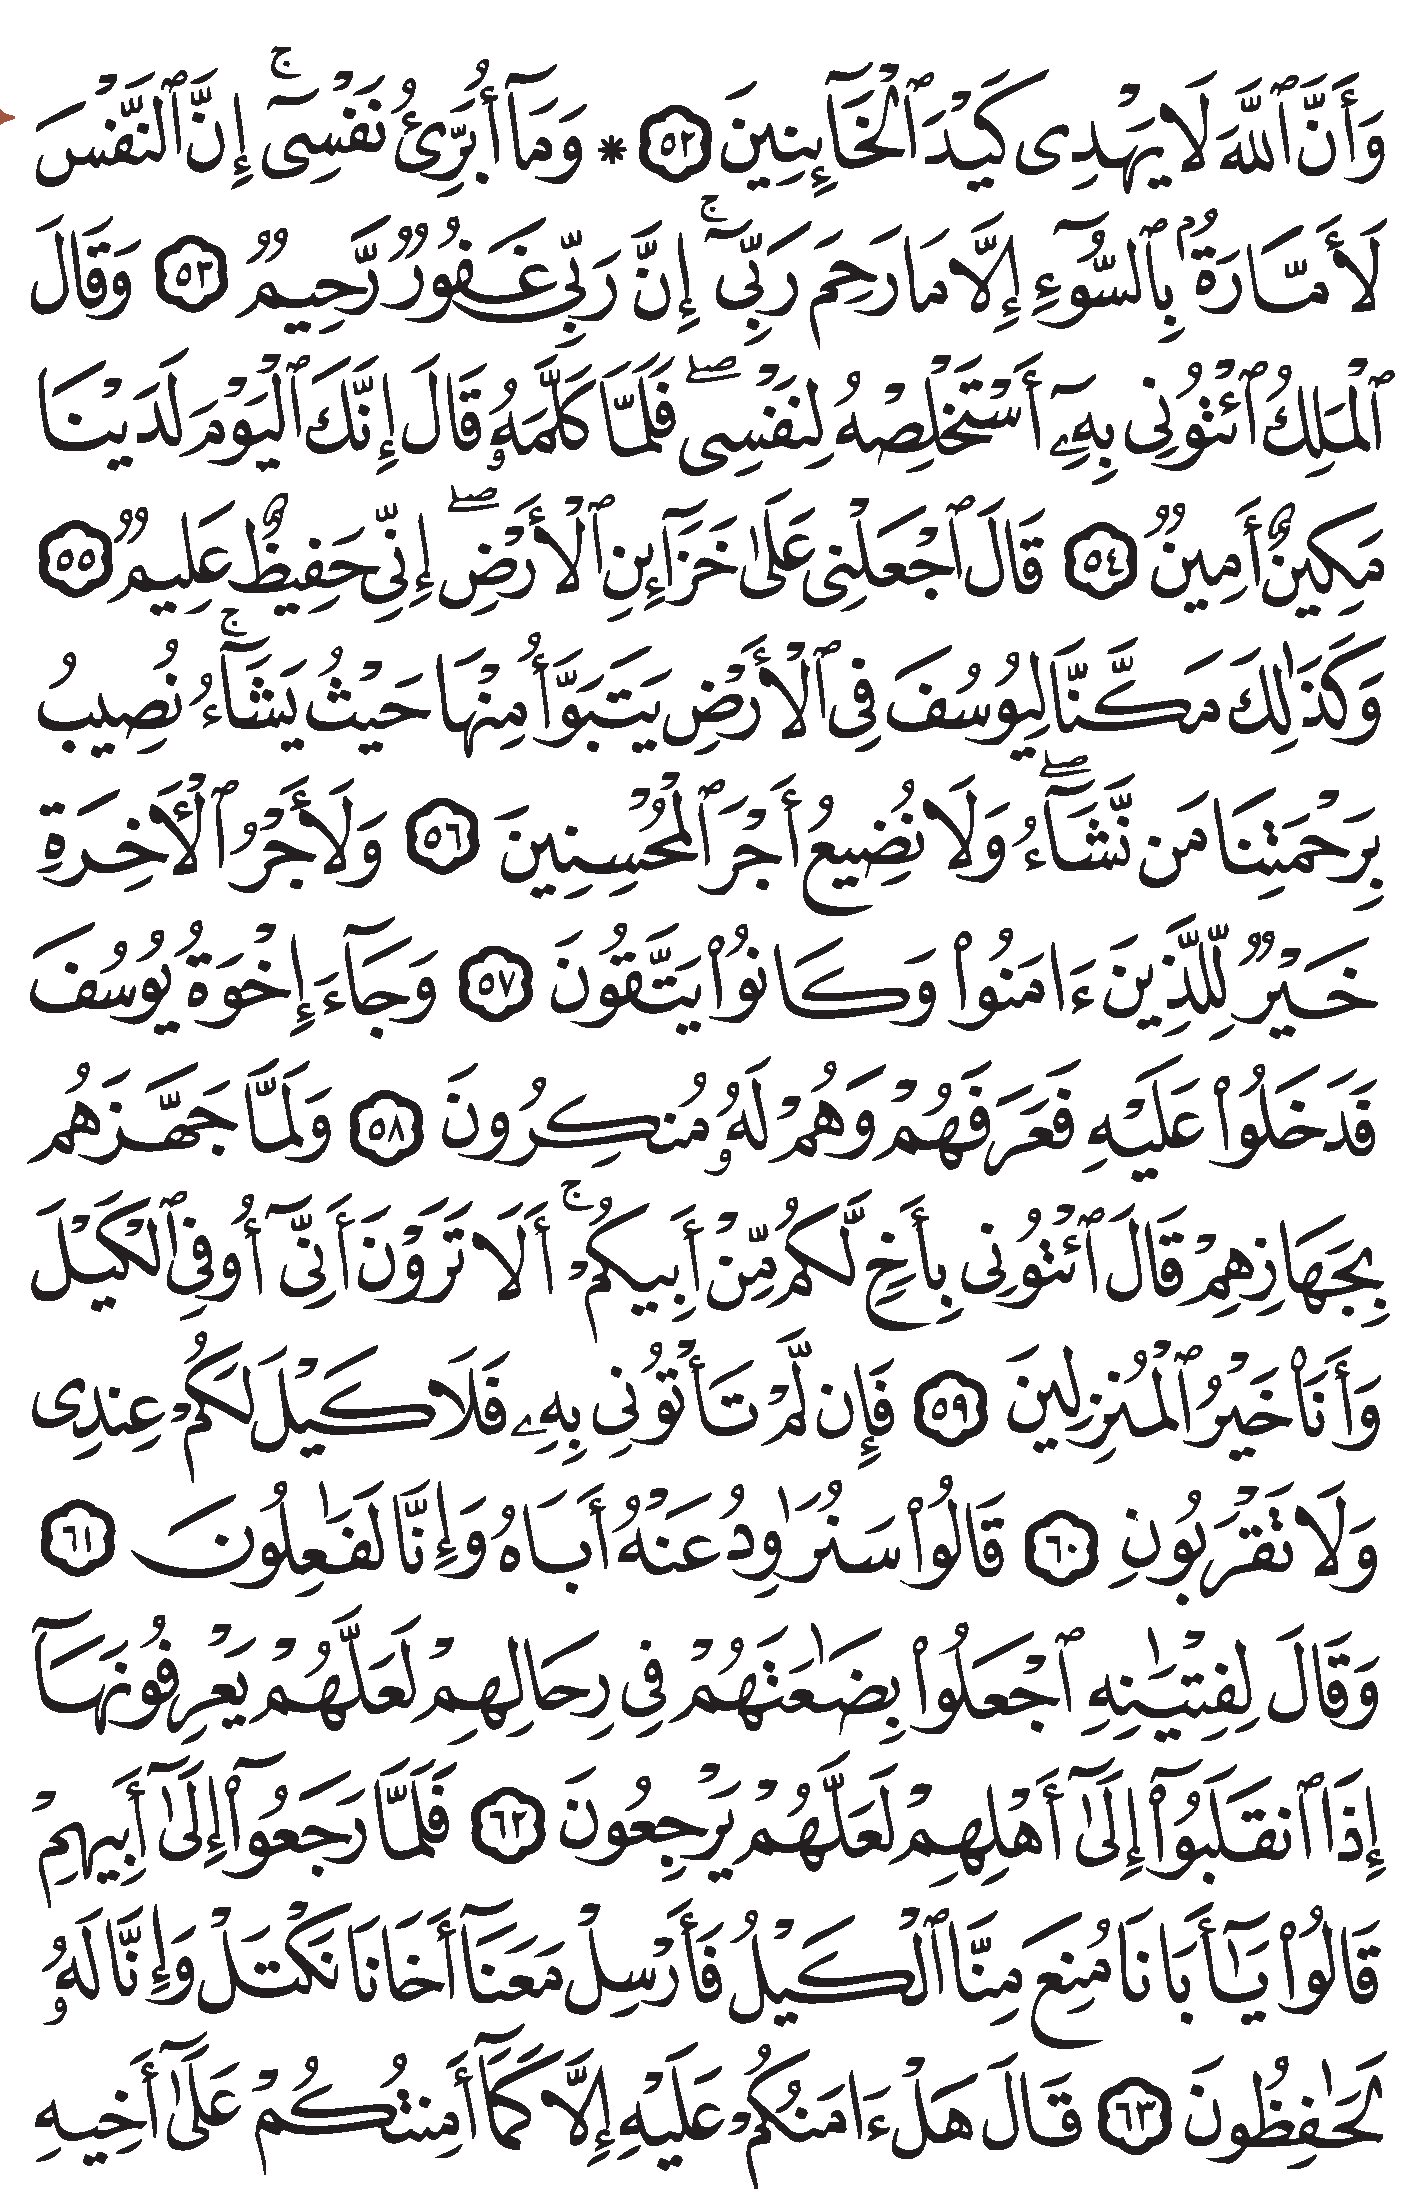 وَأَنَّ ٱللَّهَ لَا يَهْدِى كَيْدَ ٱلْخَآئِنِينَ ٥٢ * وَمَآ أُبَرِّئُ نَفْسِىٓ ۚ إِنَّ ٱلنَّفْسَ
لَأَمَّارَةٌۢ بِٱلسُّوٓءِ إِلَّا مَا رَحِمَ رَبِّىٓ ۚ إِنَّ رَبِّى غَفُورٌ رَّحِيمٌ ٥٣ وَقَالَ
ٱلْمَلِكُ ٱئْتُونِى بِهِۦٓ أَسْتَخْلِصْهُ لِنَفْسِى ۖ فَلَمَّا كَلَّمَهُۥ قَالَ إِنَّكَ ٱلْيَوْمَ لَدَيْنَا
مَكِينٌ أَمِينٌ ٥٤ قَالَ ٱجْعَلْنِى عَلَىٰ خَزَآئِنِ ٱلْأَرْضِ ۖ إِنِّى حَفِيظٌ عَلِيمٌ ٥٥
وَكَذَٰلِكَ مَكَّنَّا لِيُوسُفَ فِى ٱلْأَرْضِ يَتَبَوَّأُ مِنْهَا حَيْثُ يَشَآءُ ۚ نُصِيبُ
بِرَحْمَتِنَا مَن نَّشَآءُ ۖ وَلَا نُضِيعُ أَجْرَ ٱلْمُحْسِنِينَ ٥٦ وَلَأَجْرُ ٱلْأَخِرَةِ
خَيْرٌ لِّلَّذِينَ ءَامَنُوا۟ وَكَانُوا۟ يَتَّقُونَ ٥٧ وَجَآءَ إِخْوَةُ يُوسُفَ
فَدَخَلُوا۟ عَلَيْهِ فَعَرَفَهُمْ وَهُمْ لَهُۥ مُنكِرُونَ ٥٨ وَلَمَّا جَهَّزَهُم
بِجَهَازِهِمْ قَالَ ٱئْتُونِى بِأَخٍ لَّكُم مِّنْ أَبِيكُمْ ۚ أَلَا تَرَوْنَ أَنِّىٓ أُوفِى ٱلْكَيْلَ
وَأَنَا۠ خَيْرُ ٱلْمُنزِلِينَ ٥٩ فَإِن لَّمْ تَأْتُونِى بِهِۦ فَلَا كَيْلَ لَكُمْ عِندِى
وَلَا تَقْرَبُونِ ٦٠ قَالُوا۟ سَنُرَٰوِدُ عَنْهُ أَبَاهُ وَإِنَّا لَفَـٰعِلُونَ ٦١
وَقَالَ لِفِتْيَـٰنِهِ ٱجْعَلُوا۟ بِضَـٰعَتَهُمْ فِى رِحَالِهِمْ لَعَلَّهُمْ يَعْرِفُونَهَآ
إِذَا ٱنقَلَبُوٓا۟ إِلَىٰٓ أَهْلِهِمْ لَعَلَّهُمْ يَرْجِعُونَ ٦٢ فَلَمَّا رَجَعُوٓا۟ إِلَىٰٓ أَبِيهِمْ
قَالُوا۟ يَـٰٓأَبَانَا مُنِعَ مِنَّا ٱلْكَيْلُ فَأَرْسِلْ مَعَنَآ أَخَانَا نَكْتَلْ وَإِنَّا لَهُۥ
لَحَـٰفِظُونَ ٦٣ قَالَ هَلْ ءَامَنُكُمْ عَلَيْهِ إِلَّا كَمَآ أَمِنتُكُمْ عَلَىٰٓ أَخِيهِ